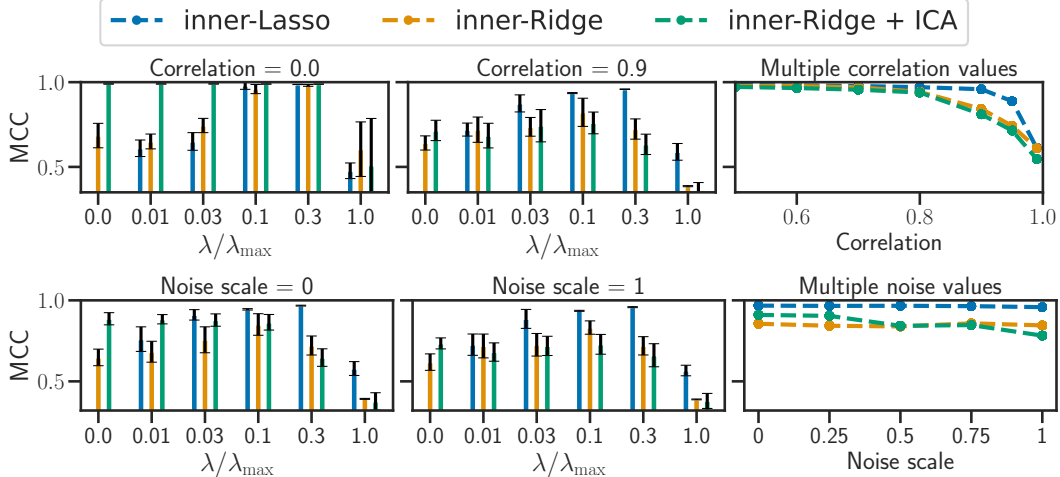 inner-Lasso inner-Ridge inner-Ridge + ICA
Correlation = 0.0 Correlation = 0.9 Multiple correlation values
MCC
1.0
0.5
0.0 0.01 0.03 0.1 0.3 1.0
λ/λmax
0.0 0.01 0.03 0.1 0.3 1.0
λ/λmax
0.6 0.8 1.0
Correlation
Noise scale = 0 Noise scale = 1 Multiple noise values
MCC
1.0
0.5
0.0 0.01 0.03 0.1 0.3 1.0
λ/λmax
0.0 0.01 0.03 0.1 0.3 1.0
λ/λmax
0 0.25 0.5 0.75 1
Noise scale